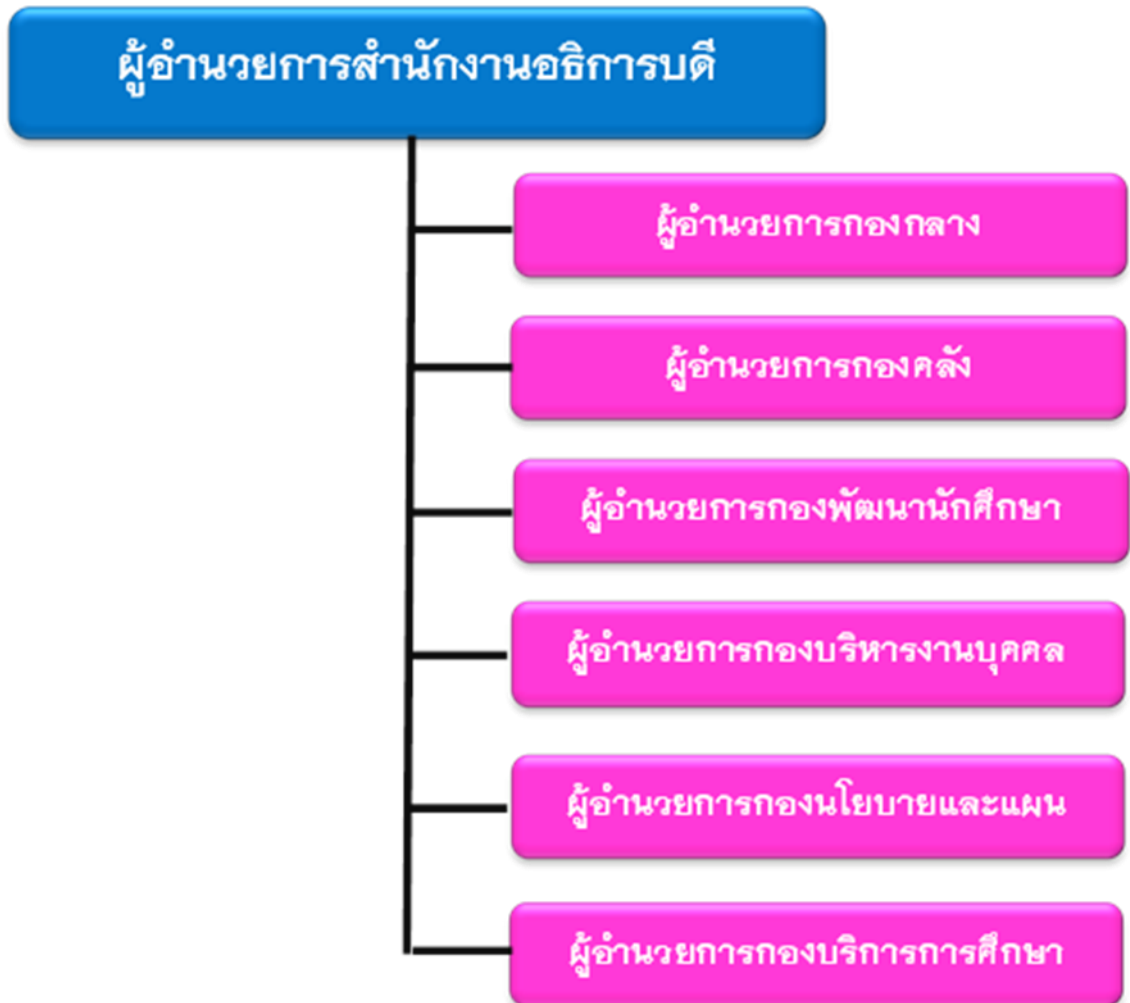 ผู้อำนวยการสำนักงานอธิการบดี
ผู้อำนวยการกองกลาง
ผู้อำนวยการกองคลัง
ผู้อำนวยการกองพัฒนานักศึกษา
ผู้อำนวยการกองบริหารงานบุคคล
ผู้อำนวยการกองนโยบายและแผน
ผู้อำนวยการกองบริการการศึกษา